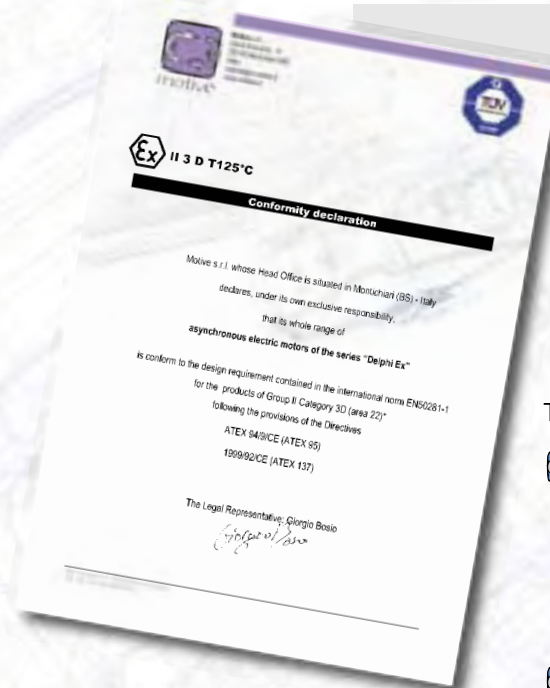 motive
TÜV
Ex II 3 D T125°C
Conformity declaration
Motive s.r.l. whose Head Office is situated in Montichiari (BS) - Italy
declares, under its own exclusive responsibility,
that its whole range of
asynchronous electric motors of the series "Delphi Ex"
is conform to the design requirement contained in the international norm EN50281-1
for the products of Group II Category 3D (area 22)*
following the provisions of the Directives
ATEX 94/9/CE (ATEX 95)
1999/92/CE (ATEX 137)
The Legal Representative: Giorgio Bosio
T